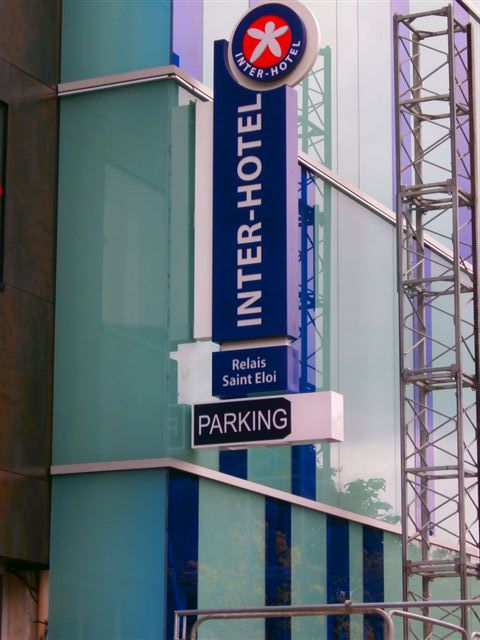 INTER-HOTEL
INTER-HOTEL
Relais
Saint Eloi
PARKING